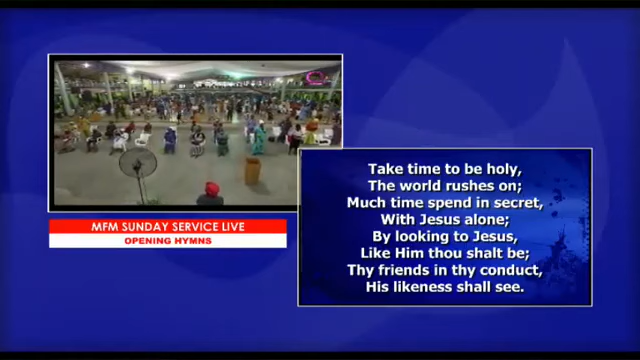 MFM SUNDAY SERVICE LIVE
OPENING HYMNS
Take time to be holy,
The world rushes on;
Much time spend in secret,
With Jesus alone;
By looking to Jesus,
Like Him thou shalt be;
Thy friends in thy conduct,
His likeness shall see.